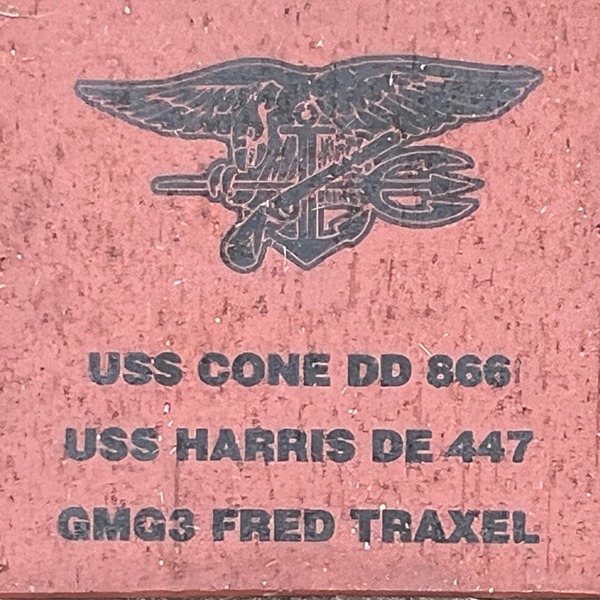 USS CONE DD 866
USS HARRIS DE 447
GMG3 FRED TRAXEL